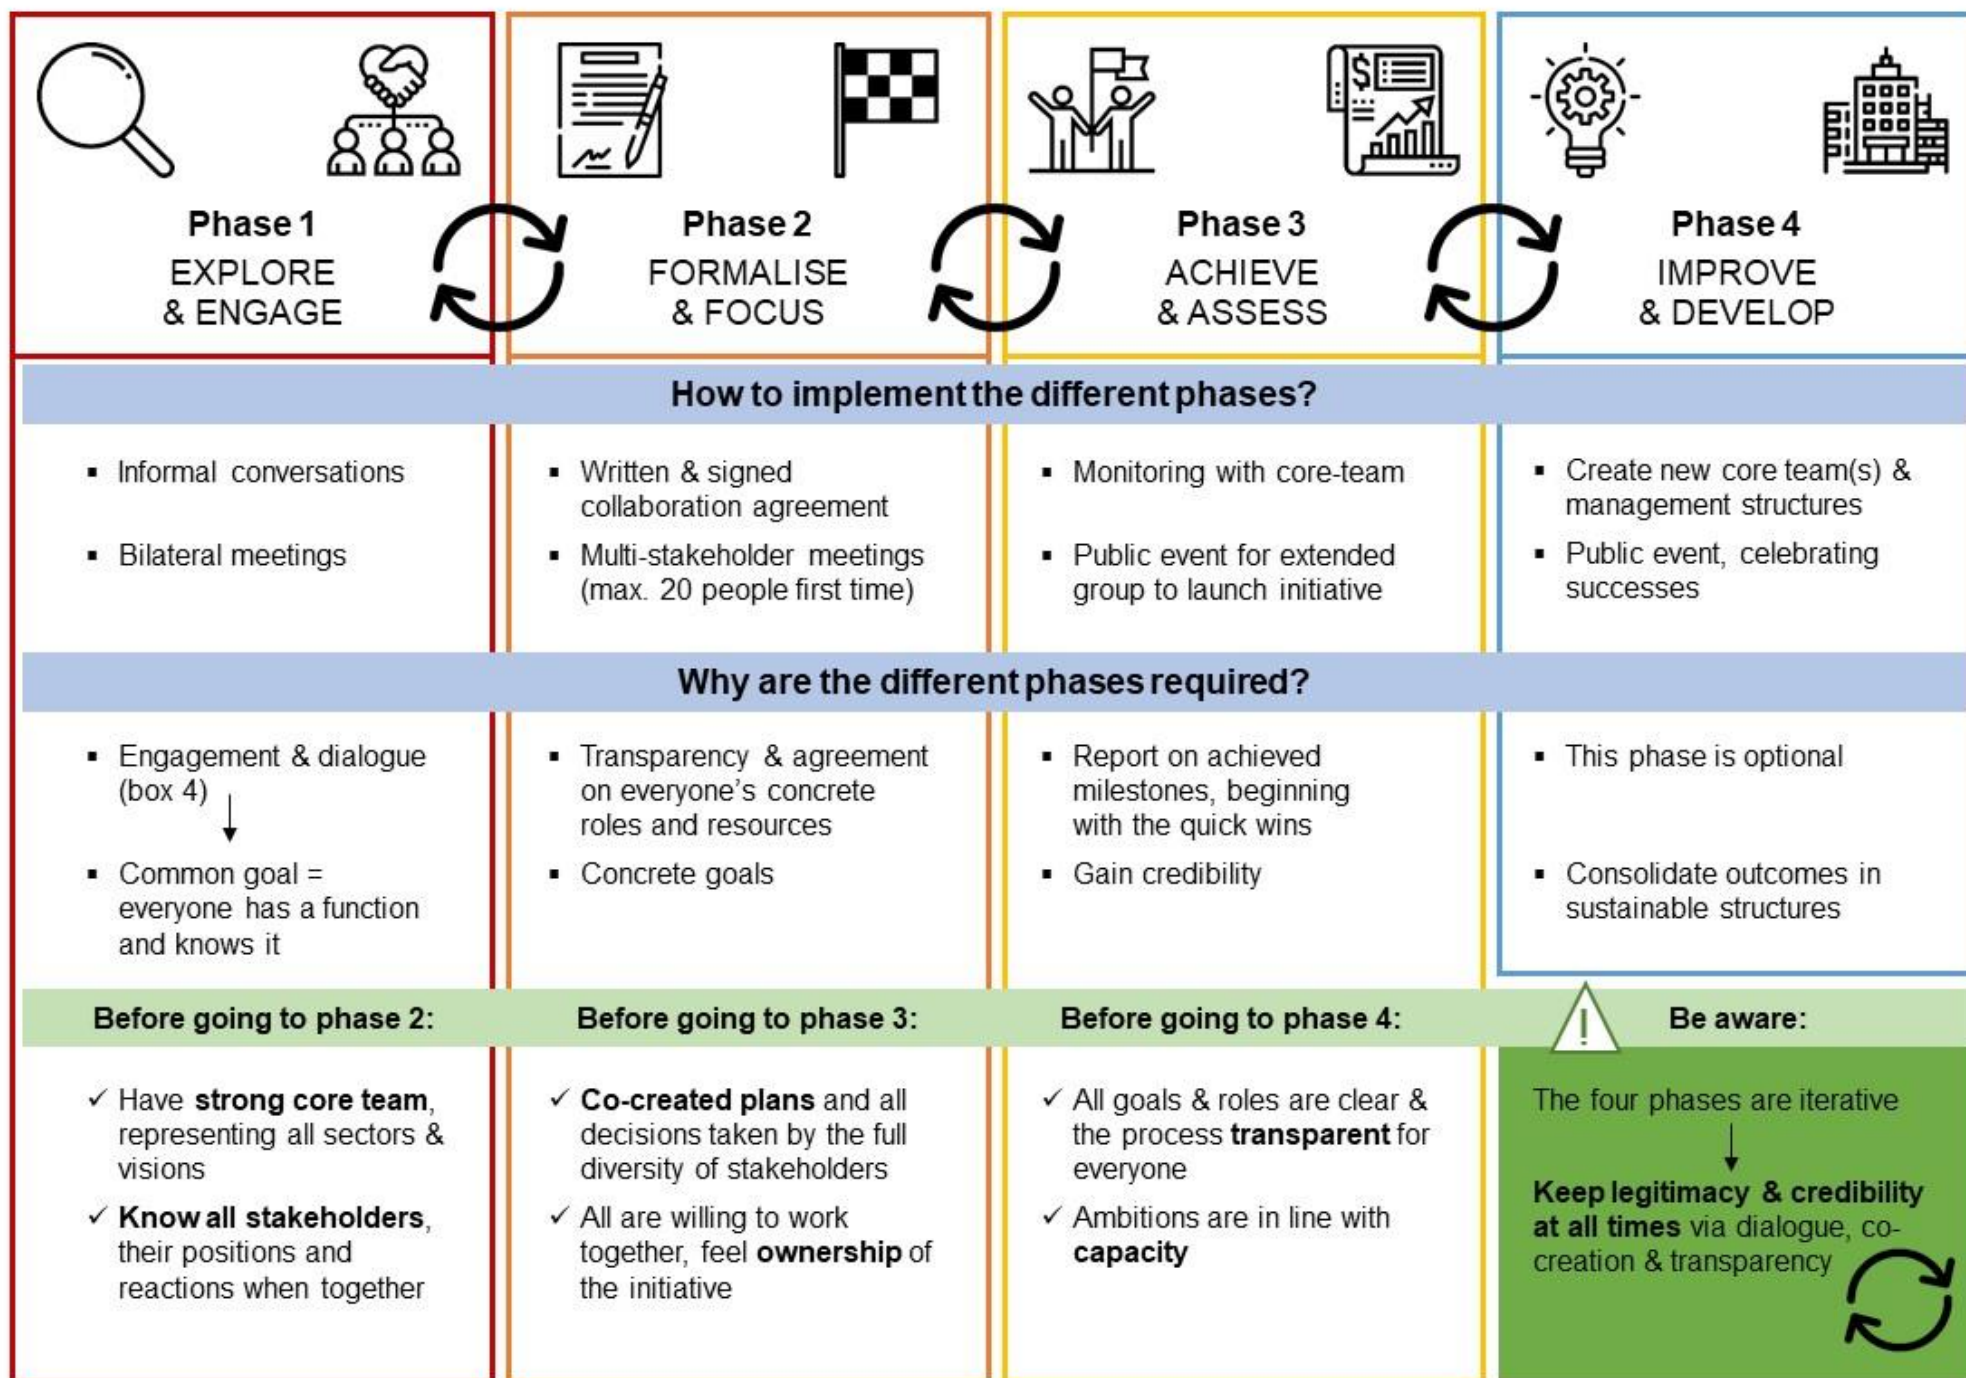 Phase 1
EXPLORE
& ENGAGE
Phase 2
FORMALISE
& FOCUS
Phase 3
ACHIEVE
& ASSESS
Phase 4
IMPROVE
& DEVELOP
How to implement the different phases?
▪ Informal conversations
▪ Bilateral meetings
▪ Written & signed
collaboration agreement
▪ Multi-stakeholder meetings
(max. 20 people first time)
▪ Monitoring with core-team
▪ Public event for extended
group to launch initiative
▪ Create new core team(s) &
management structures
▪ Public event, celebrating
successes
Why are the different phases required?
▪ Engagement & dialogue
(box 4)
▪ Common goal =
everyone has a function
and knows it
▪ Transparency & agreement
on everyone’s concrete
roles and resources
▪ Concrete goals
▪ Report on achieved
milestones, beginning
with the quick wins
▪ Gain credibility
▪ This phase is optional
▪ Consolidate outcomes in
sustainable structures
Before going to phase 2:
✓ Have strong core team,
representing all sectors &
visions
✓ Know all stakeholders,
their positions and
reactions when together
Before going to phase 3:
✓ Co-created plans and all
decisions taken by the full
diversity of stakeholders
✓ All are willing to work
together, feel ownership of
the initiative
Before going to phase 4:
✓ All goals & roles are clear &
the process transparent for
everyone
✓ Ambitions are in line with
capacity
Be aware:
The four phases are iterative
Keep legitimacy & credibility
at all times via dialogue, co-
creation & transparency